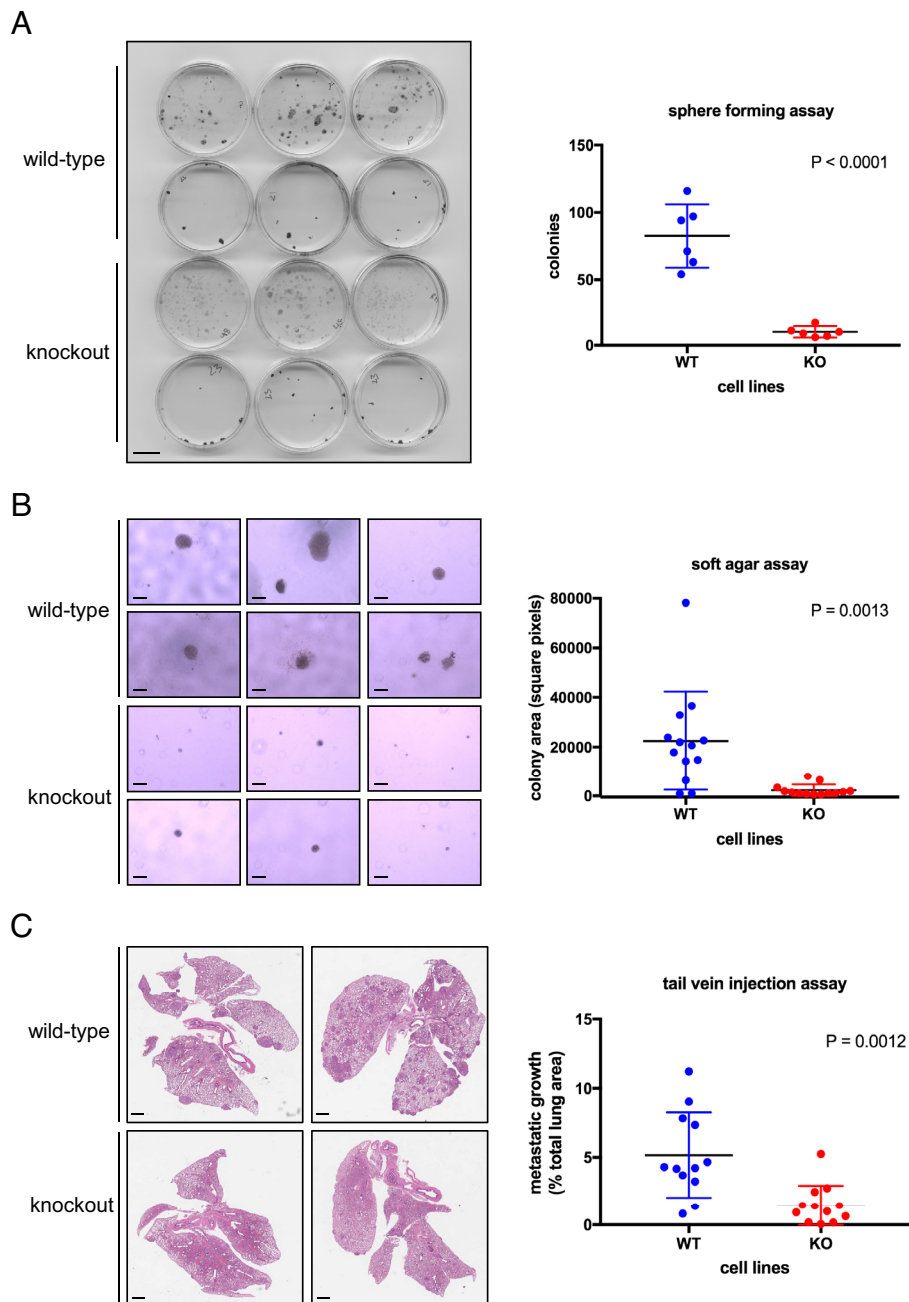 A
wild-type
knockout
sphere forming assay
P < 0.0001
150
100
50
0
colonies
WT
KO
cell lines
23
23
23
B
wild-type
knockout
soft agar assay
P = 0.0013
80000
60000
40000
20000
0
colony area (square pixels)
WT
KO
cell lines
C
wild-type
knockout
tail vein injection assay
P = 0.0012
15
10
5
0
metastatic growth
(% total lung area)
WT
KO
cell lines